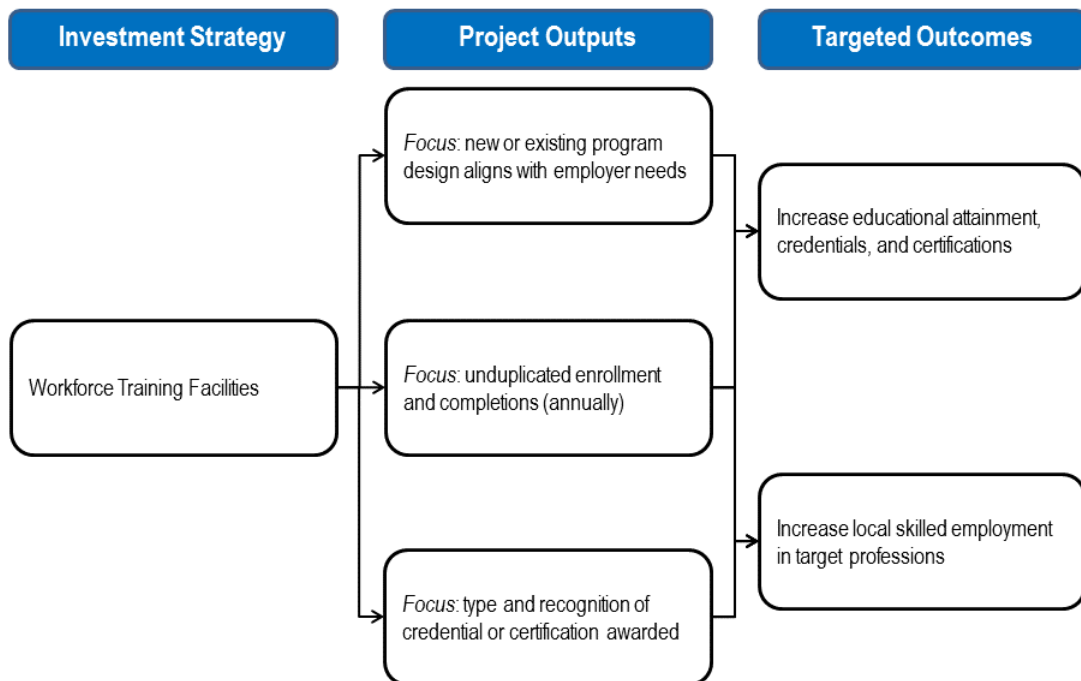 Investment Strategy
Project Outputs
Targeted Outcomes
Workforce Training Facilities
Focus: new or existing program
design aligns with employer needs
Focus: unduplicated enrollment
and completions (annually)
Focus: type and recognition of
credential or certification awarded
Increase educational attainment,
credentials, and certifications
Increase local skilled employment
in target professions